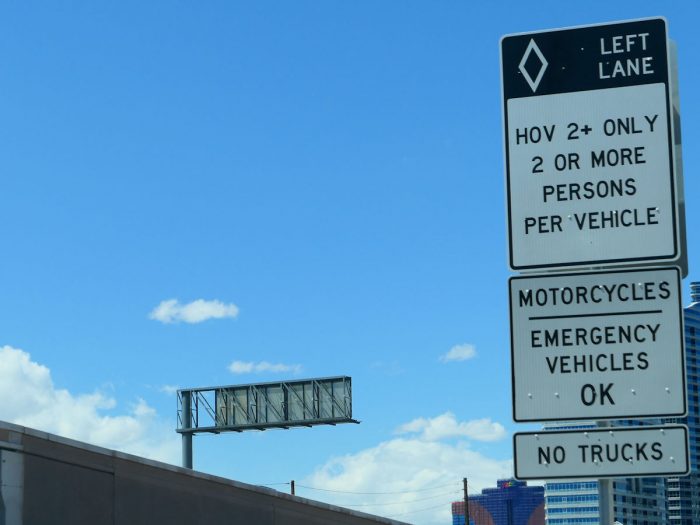 LEFT
LANE
HOV 2+ ONLY
2 OR MORE
PERSONS
PER VEHICLE
MOTORCYCLES
EMERGENCY
VEHICLES
OK
NO TRUCKS